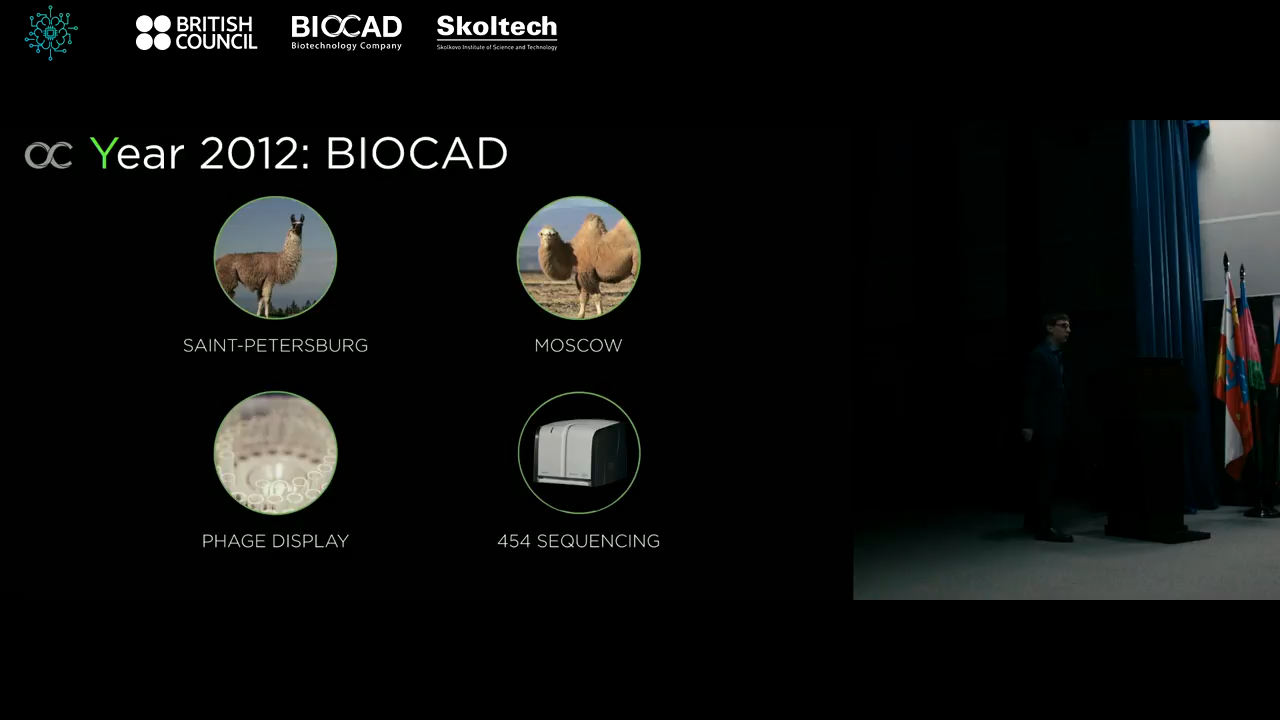 BRITISH
COUNCIL
BIOCAD
Biotechnology Company
Skoltech
Skolkovo Institute of Science and Technology
Year 2012: BIOCAD
SAINT-PETERSBURG
MOSCOW
PHAGE DISPLAY
454 SEQUENCING